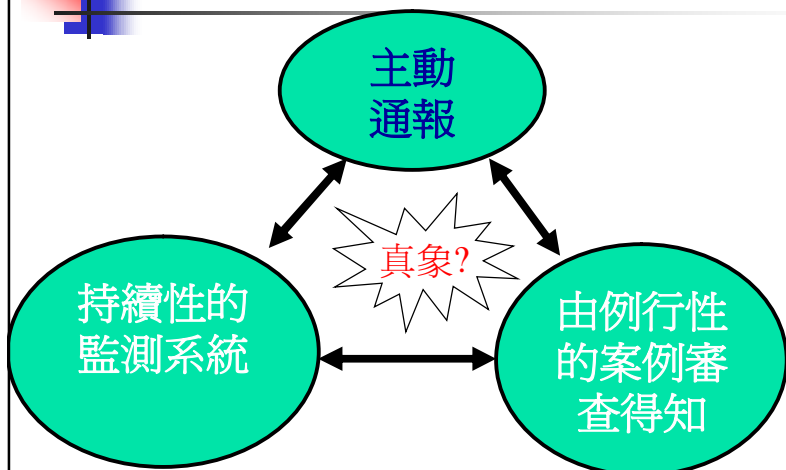 主動
通報
真象?
持續性的
監測系統
由例行性
的案例審
查得知